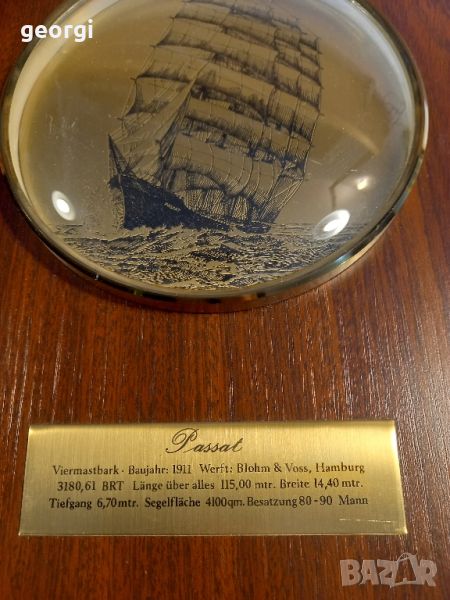 georgi
Passat
Viermastbark · Baujahr: 1911 Werft: Blohm & Voss, Hamburg
3180,61 BRT Länge über alles 115,00 mtr. Breite 14,40 mtr.
Tiefgang 6,70 mtr. Segelfläche 4100qm. Besatzung 80-90 Mann
BAZAR